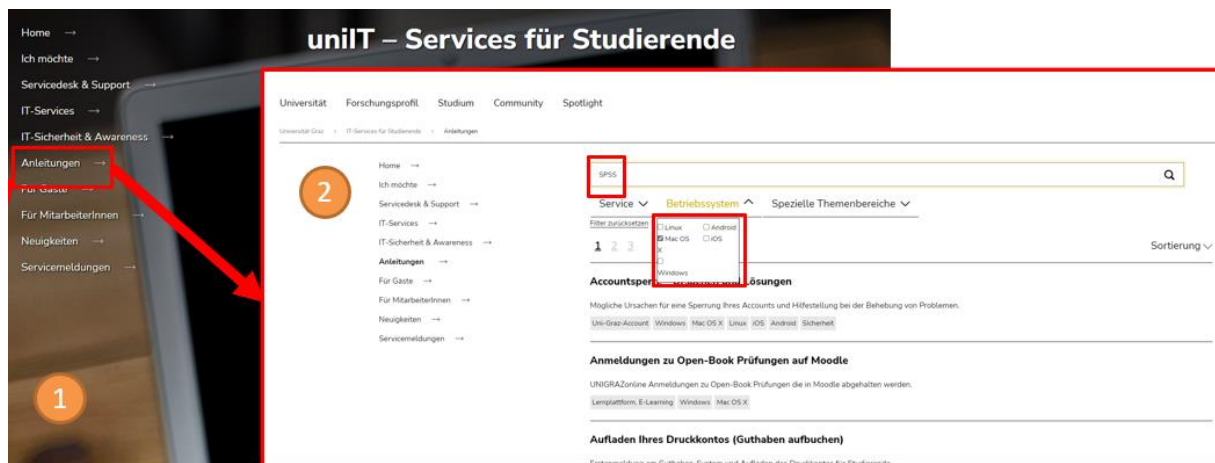 uniIT – Services für Studierende
Home →
Ich möchte →
Servicedesk & Support →
IT-Services →
IT-Sicherheit & Awareness →
Anleitungen →
Für Gäste →
Für MitarbeiterInnen →
Neuigkeiten →
Servicemeldungen →
1
Universität Forschungsprofil Studium Community Spotlight
Universität Graz › IT-Services für Studierende › Anleitungen
2
Home →
Ich möchte →
Servicedesk & Support →
IT-Services →
IT-Sicherheit & Awareness →
Anleitungen →
Für Gäste →
Für MitarbeiterInnen →
Neuigkeiten →
Servicemeldungen →
SPSS
Service Betriebssystem Spezielle Themenbereiche
Filter zurücksetzen
Linux Android
Mac OS iOS
X
Windows
1 2 3
Sortierung
Accountsperre Ursachen und Lösungen
Mögliche Ursachen für eine Sperrung Ihres Accounts und Hilfestellung bei der Behebung von Problemen.
Uni-Graz-Account Windows Mac OS X Linux iOS Android Sicherheit
Anmeldungen zu Open-Book Prüfungen auf Moodle
UNIGRAZonline Anmeldungen zu Open-Book Prüfungen die in Moodle abgehalten werden.
Lernplattform, E-Learning Windows Mac OS X
Aufladen Ihres Druckkontos (Guthaben aufbuchen)